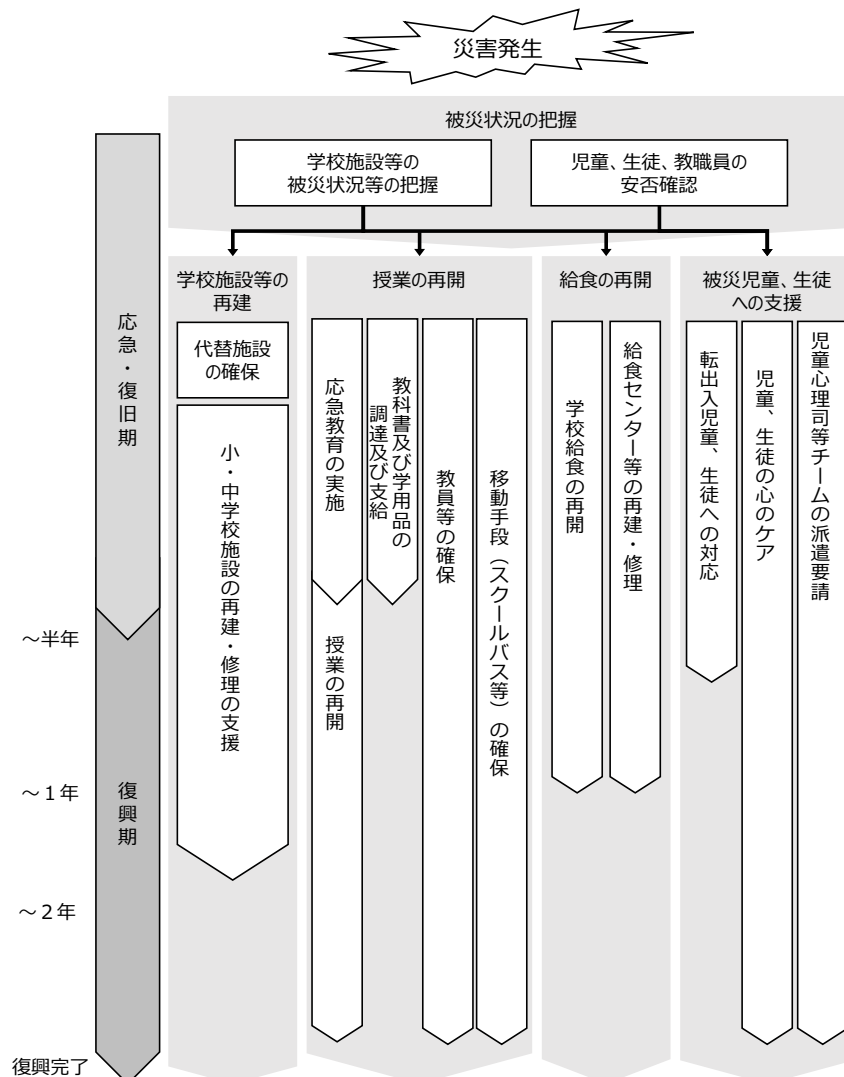 災害発生
被災状況の把握
学校施設等の
被災状況等の把握
児童、生徒、教職員の
安否確認
学校施設等の
再建
授業の再開
給食の再開
被災児童、生徒
への支援
代替施設
の確保
小・中学校施設の再建・修理の支援
応急教育の実施
授業の再開
教科書及び学用品の
調達及び支給
教員等の確保
移動手段（スクールバス等）の確保
学校給食の再開
給食センター等の再建・修理
転出入児童、生徒への対応
児童、生徒の心のケア
児童心理司等チームの派遣要請
応急・復旧期
復興期
～半年
～１年
～２年
復興完了